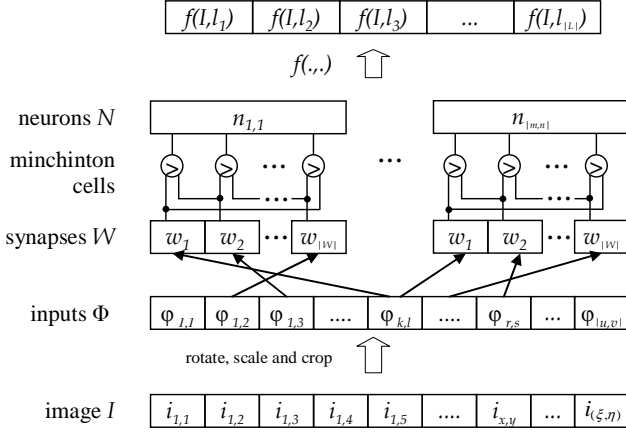 f(I,l1) f(I,l2) f(I,l3) ... f(I,l|L|)
f(.,.)
neurons N n1,1 n|m,n|
minchinton cells > > ... > ... > > ... >
... ...
synapses W w1 w2 ... w|W| w1 w2 ... w|W|
inputs Φ φ1,1 φ1,2 φ1,3 .... φk,l .... φr,s ... φ|u,v|
rotate, scale and crop
image I i1,1 i1,2 i1,3 i1,4 i1,5 .... ix,y ... i(ξ,η)